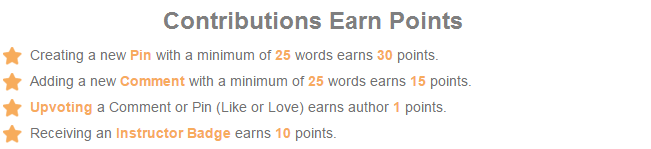 Contributions Earn Points
Creating a new Pin with a minimum of 25 words earns 30 points.
Adding a new Comment with a minimum of 25 words earns 15 points.
Upvoting a Comment or Pin (Like or Love) earns author 1 points.
Receiving an Instructor Badge earns 10 points.